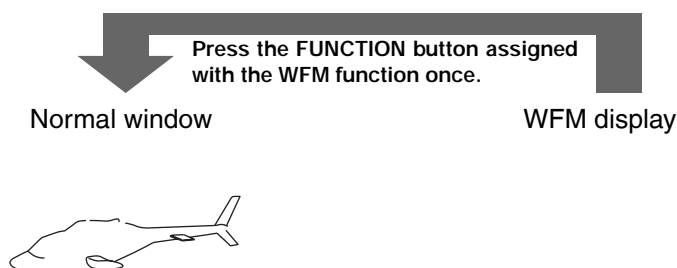 Press the FUNCTION button assigned
with the WFM function once.
Normal window
WFM display